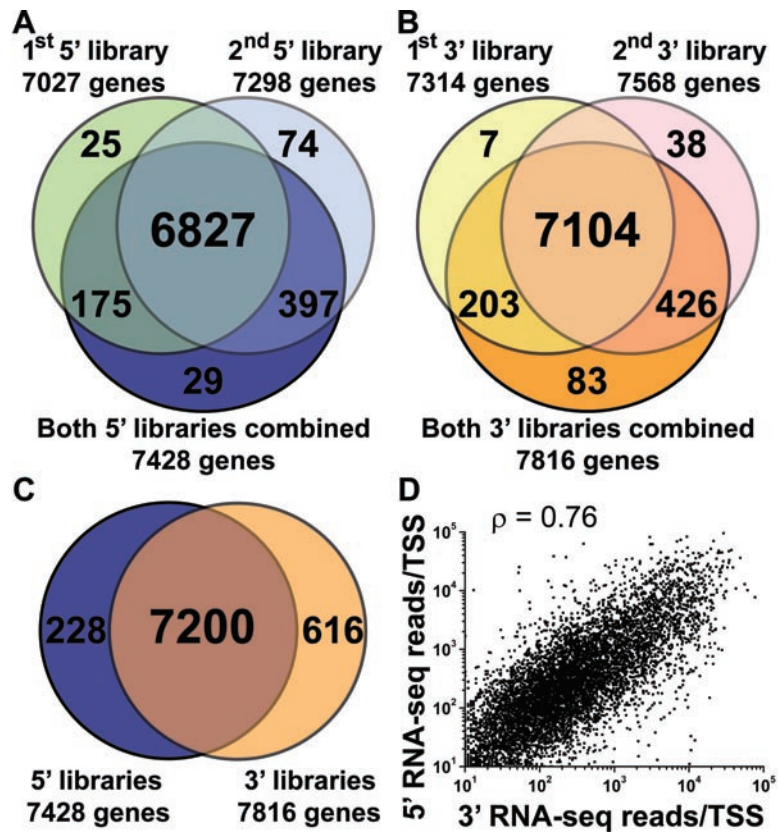 A
1st 5' library
7027 genes
2nd 5' library
7298 genes
25
74
6827
175
397
29
Both 5' libraries combined
7428 genes
B
1st 3' library
7314 genes
2nd 3' library
7568 genes
7
38
7104
203
426
83
Both 3' libraries combined
7816 genes
C
228
7200
616
5' libraries
7428 genes
3' libraries
7816 genes
D
ρ = 0.76
5' RNA-seq reads/TSS
10^5
10^4
10^3
10^2
10^1
10^1 10^2 10^3 10^4 10^5
3' RNA-seq reads/TSS